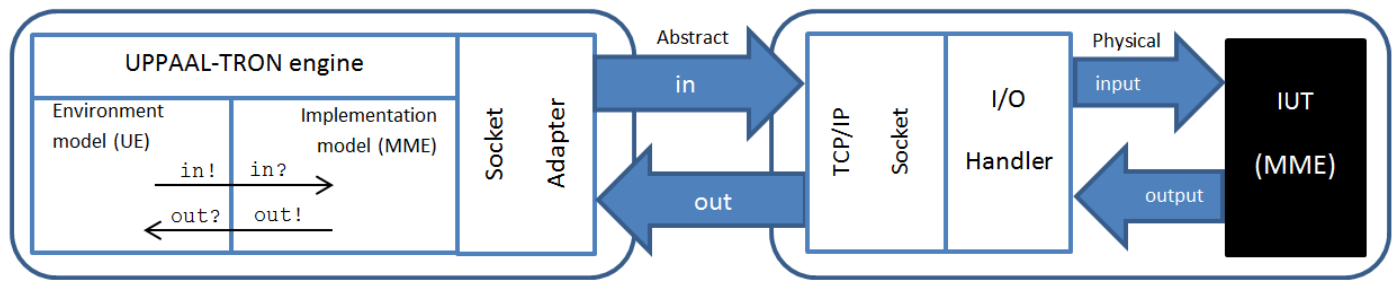 UPPAAL-TRON engine
Environment
model (UE)
in!
out?
Implementation
model (MME)
in?
out!
Socket
Adapter
Abstract
in
out
TCP/IP
Socket
I/O
Handler
Physical
input
output
IUT
(MME)